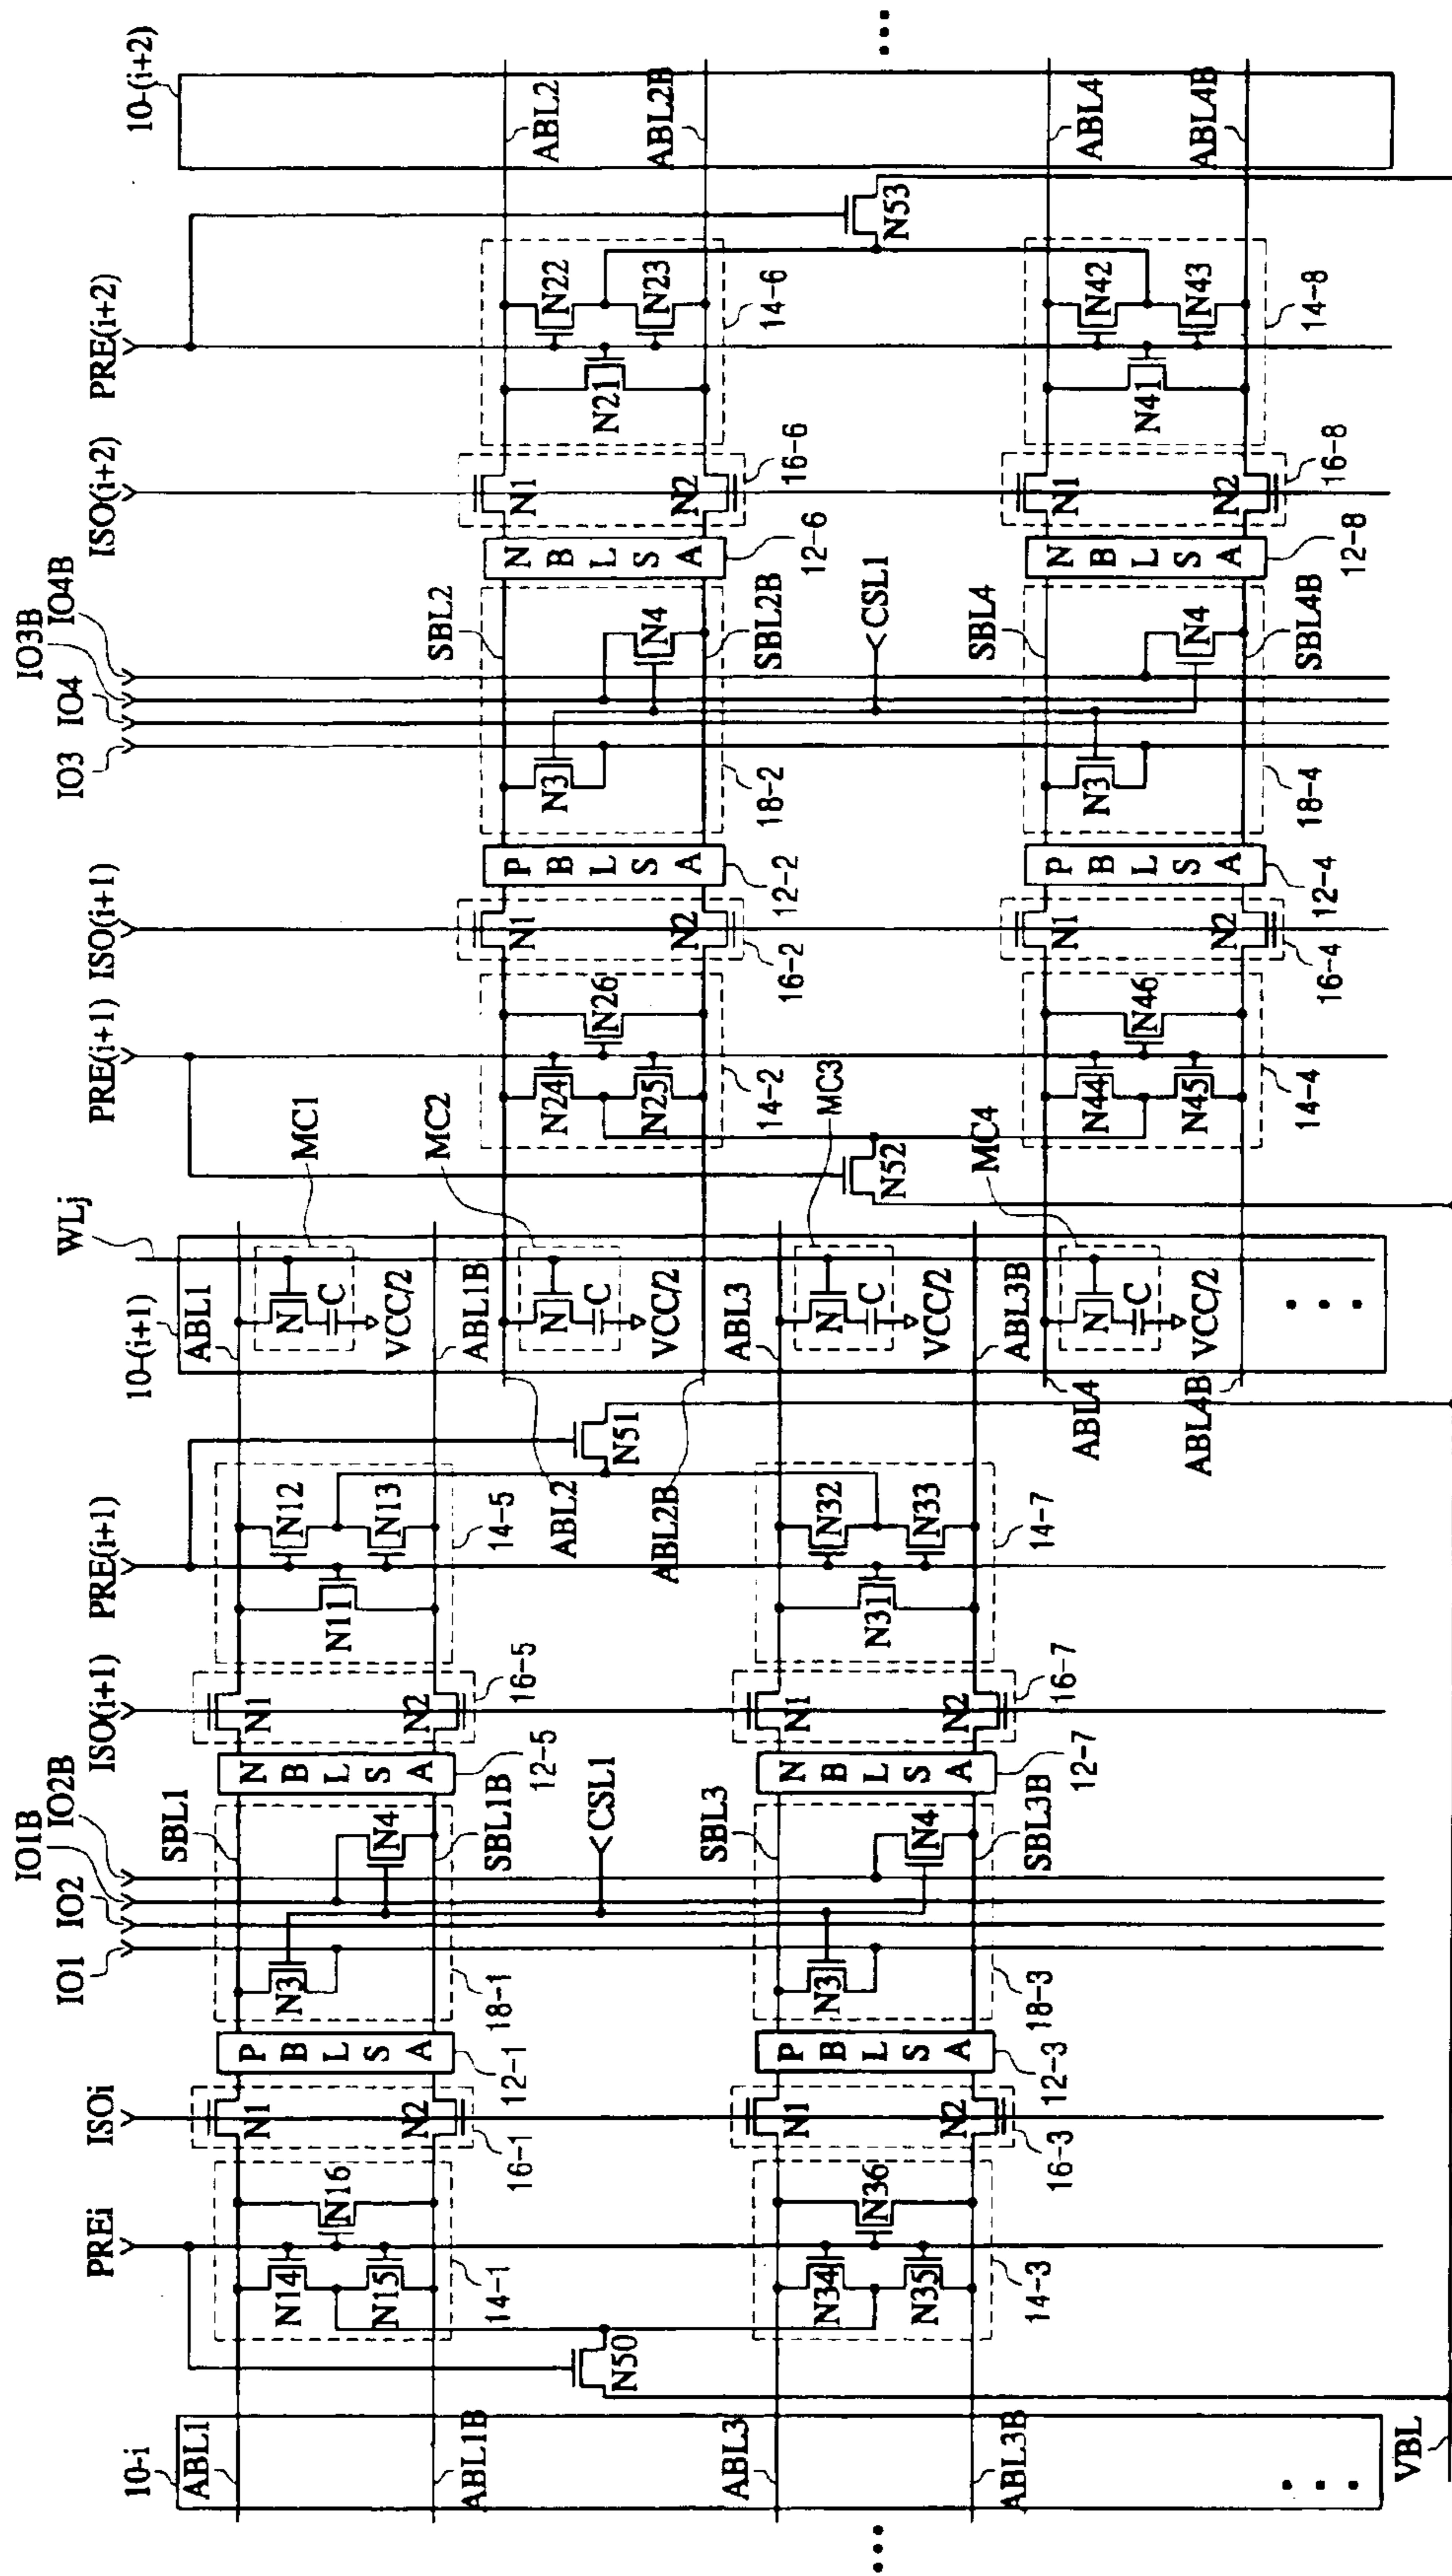 PREi
ISOi
IO1
IO2
IO1B
IO2B
ISO(i+1)
PRE(i+1)
WLj
PRE(i+1)
ISO(i+1)
IO3
IO4
IO3B
IO4B
ISO(i+2)
PRE(i+2)
10-i
10-(i+1)
10-(i+2)
ABL1
N14
N15
N16
N1
N2
PBLSA
N3
N4
SBL1
SBL1B
NBLSA
N1
N2
N11
N12
N13
ABL1
ABL1B
ABL1B
14-1
16-1
12-1
18-1
12-5
16-5
14-5
N
C
VCC/2
MC1
N50
CSL1
N51
ABL2
ABL2B
N
C
VCC/2
MC2
N24
N25
N26
N1
N2
PBLSA
N3
N4
SBL2
SBL2B
NBLSA
N1
N2
N21
N22
N23
ABL2
ABL2B
14-2
16-2
12-2
18-2
12-6
16-6
14-6
ABL3
N34
N35
N36
N1
N2
PBLSA
N3
N4
SBL3
SBL3B
NBLSA
N1
N2
N31
N32
N33
ABL3
ABL3B
ABL3B
14-3
16-3
12-3
18-3
12-7
16-7
14-7
N
C
VCC/2
MC3
N52
CSL1
N53
ABL4
ABL4B
N
C
VCC/2
MC4
N44
N45
N46
N1
N2
PBLSA
N3
N4
SBL4
SBL4B
NBLSA
N1
N2
N41
N42
N43
ABL4
ABL4B
14-4
16-4
12-4
18-4
12-8
16-8
14-8
VBL